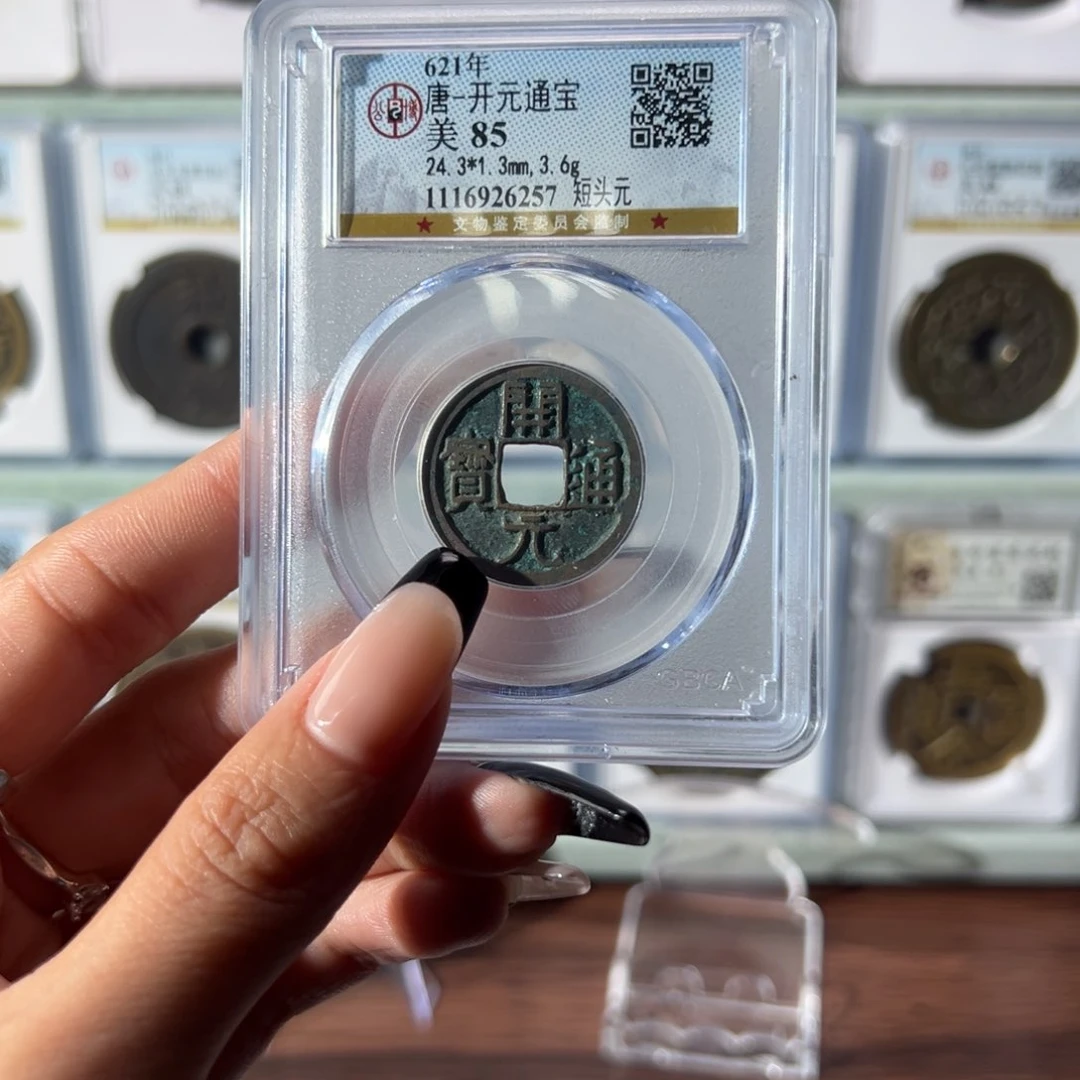 621年
唐-开元通宝
美 85
24.3*1.3mm,3.6g
1116926257 短头元
★ 文物鉴定委员会监制 ★
開
寶 通
元
GBCA